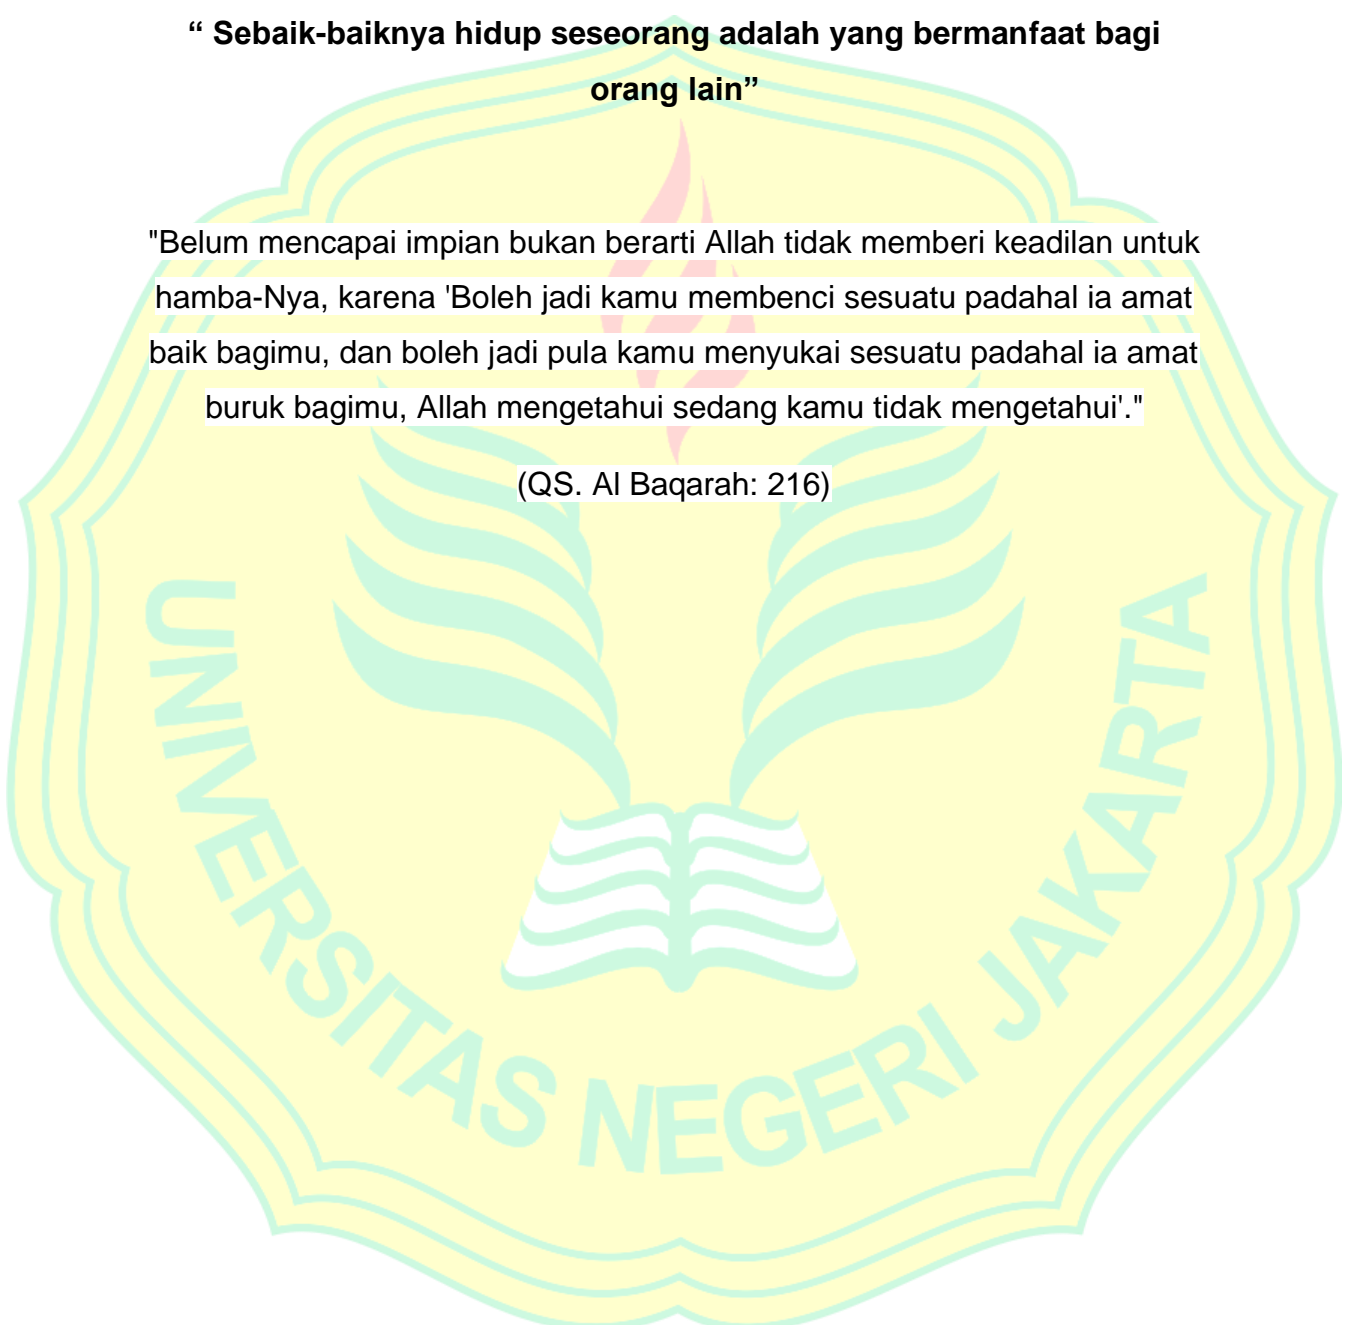 “ Sebaik-baiknya hidup seseorang adalah yang bermanfaat bagi
orang lain”
"Belum mencapai impian bukan berarti Allah tidak memberi keadilan untuk
hamba-Nya, karena 'Boleh jadi kamu membenci sesuatu padahal ia amat
baik bagimu, dan boleh jadi pula kamu menyukai sesuatu padahal ia amat
buruk bagimu, Allah mengetahui sedang kamu tidak mengetahui'."
(QS. Al Baqarah: 216)
UNIVERSITAS NEGERI JAKARTA